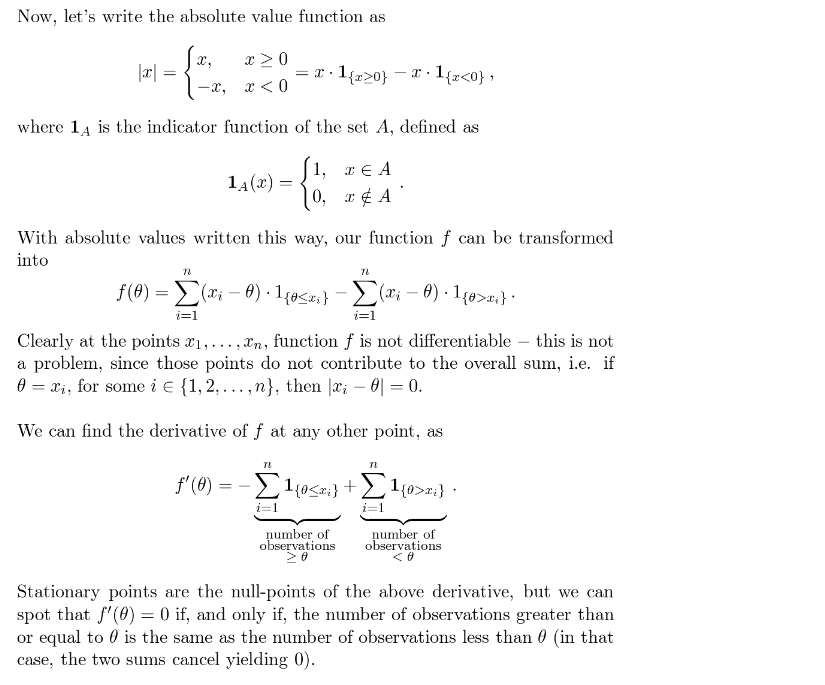 Now, let's write the absolute value function as
|x| = { x, x ≥ 0
−x, x < 0 = x · 1_{x≥0} − x · 1_{x<0} ,
where 1_A is the indicator function of the set A, defined as
1_A(x) = { 1, x ∈ A
0, x ∉ A .
With absolute values written this way, our function f can be transformed
into
f(θ) = ∑_{i=1}^{n} (x_i − θ) · 1_{θ≤x_i} − ∑_{i=1}^{n} (x_i − θ) · 1_{θ>x_i} .
Clearly at the points x_1, . . . , x_n, function f is not differentiable – this is not
a problem, since those points do not contribute to the overall sum, i.e. if
θ = x_i, for some i ∈ {1, 2, . . . , n}, then |x_i − θ| = 0.
We can find the derivative of f at any other point, as
f′(θ) = − ∑_{i=1}^{n} 1_{θ≤x_i} + ∑_{i=1}^{n} 1_{θ>x_i} .
number of number of
observations observations
≥ θ < θ
Stationary points are the null-points of the above derivative, but we can
spot that f′(θ) = 0 if, and only if, the number of observations greater than
or equal to θ is the same as the number of observations less than θ (in that
case, the two sums cancel yielding 0).